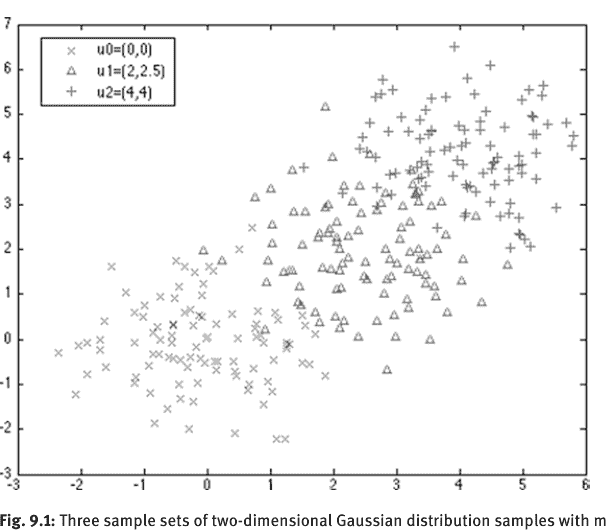 7
6
5
4
3
2
1
0
-1
-2
-3
u0=(0,0)
u1=(2,2.5)
u2=(4,4)
-3 -2 -1 0 1 2 3 4 5 6
Fig. 9.1: Three sample sets of two-dimensional Gaussian distribution samples with m